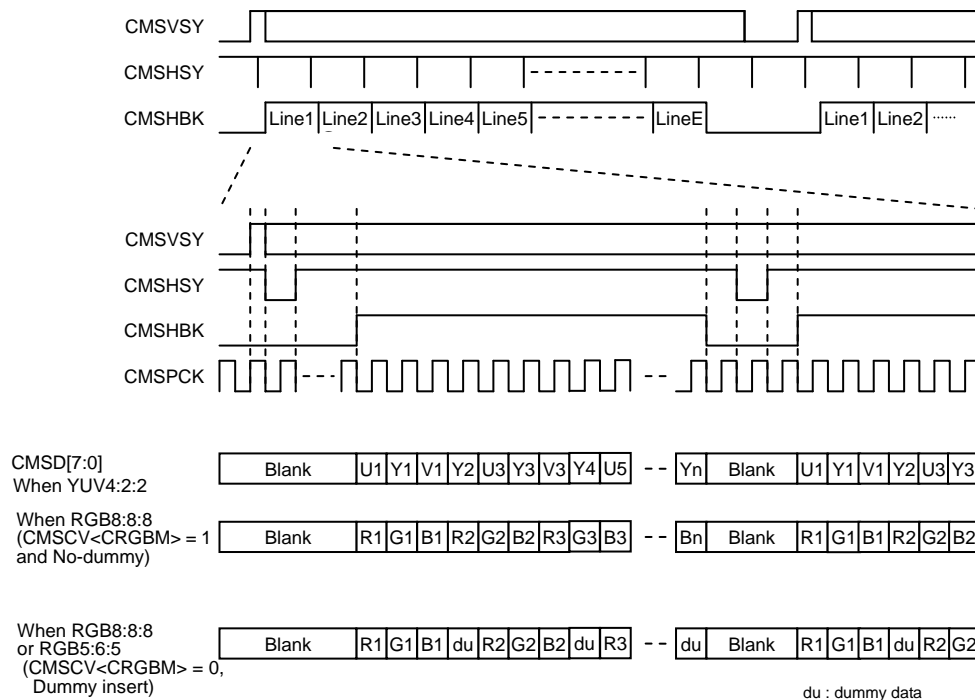 CMSVSY
CMSHSY
CMSHBK Line1 Line2 Line3 Line4 Line5 LineE Line1 Line2
CMSVSY
CMSHSY
CMSHBK
CMSPCK
CMSD[7:0]
When YUV4:2:2
Blank U1 Y1 V1 Y2 U3 Y3 V3 Y4 U5 Yn Blank U1 Y1 V1 Y2 U3 Y3
When RGB8:8:8
(CMSCV<CRGBM> = 1
and No-dummy)
Blank R1 G1 B1 R2 G2 B2 R3 G3 B3 Bn Blank R1 G1 B1 R2 G2 B2
When RGB8:8:8
or RGB5:6:5
(CMSCV<CRGBM> = 0,
Dummy insert)
Blank R1 G1 B1 du R2 G2 B2 du R3 du Blank R1 G1 B1 du R2 G2
du : dummy data